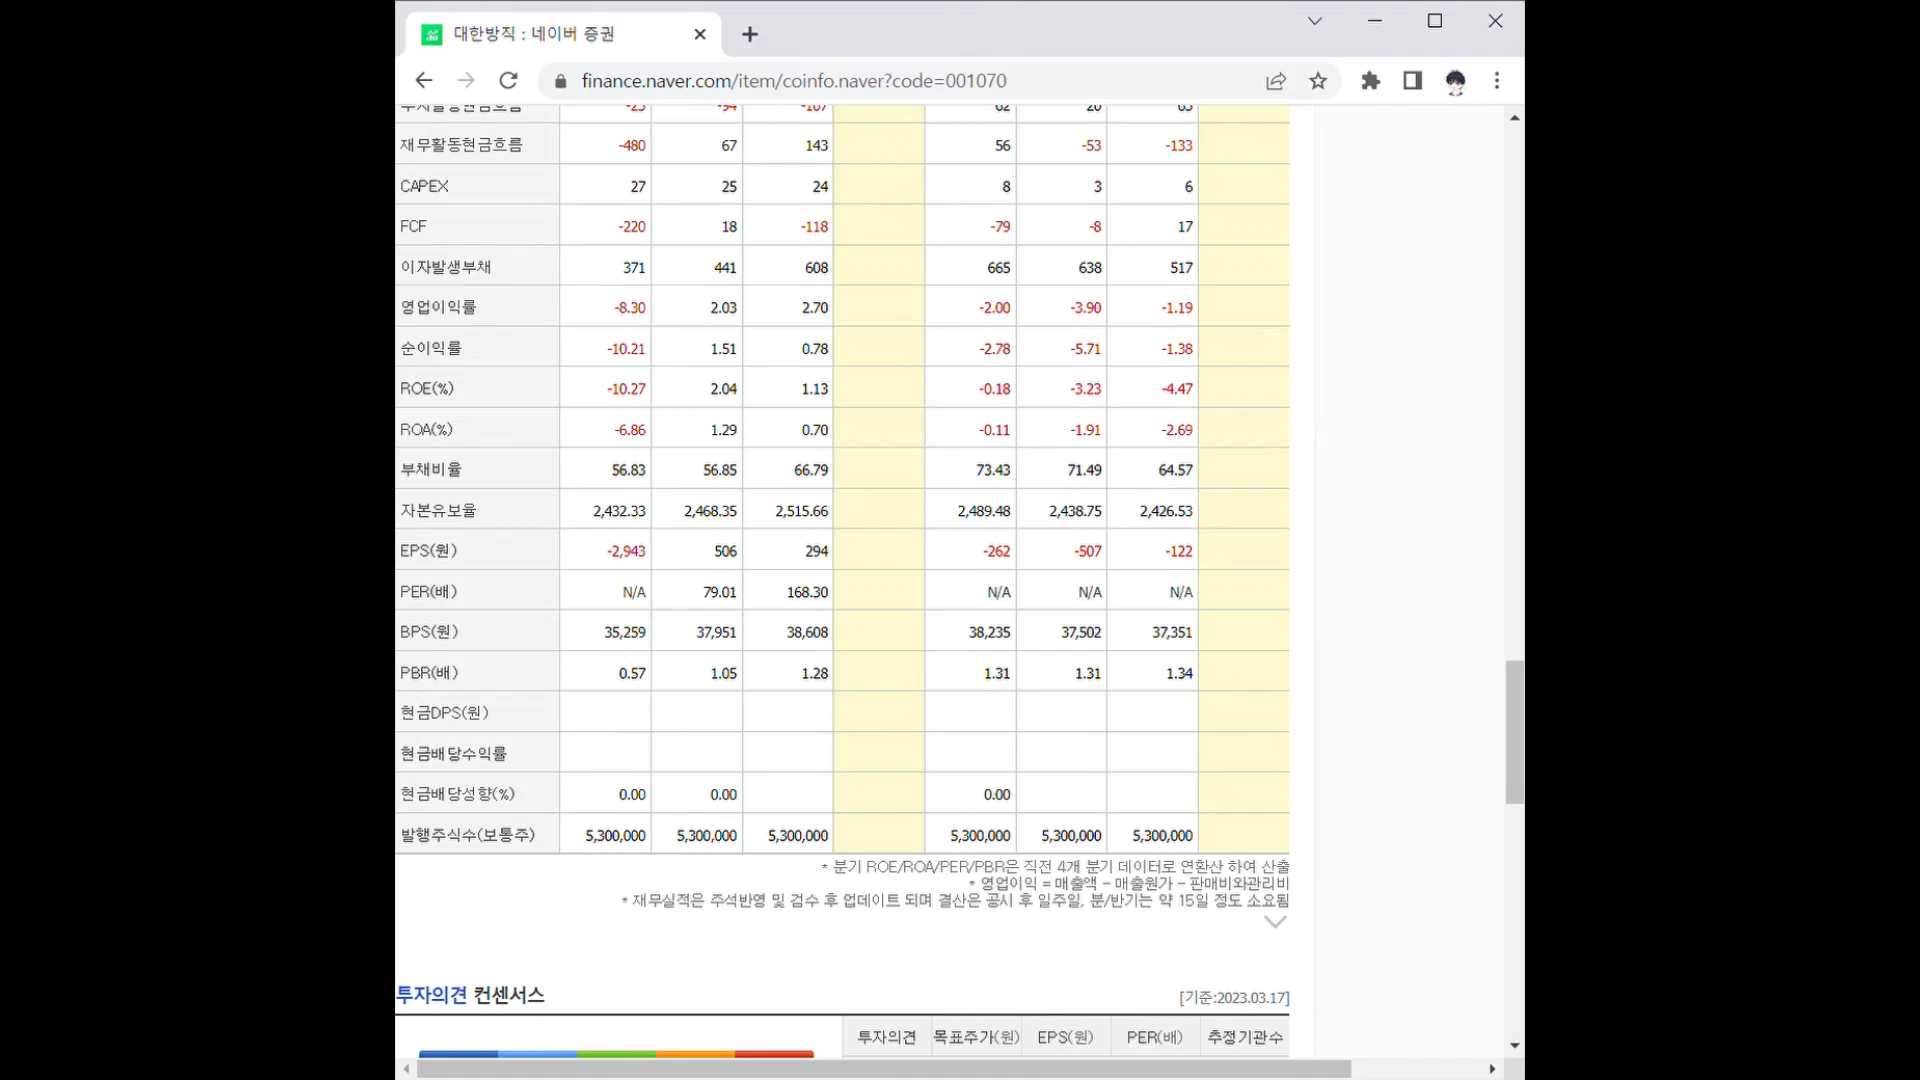 대한방직 : 네이버 증권
finance.naver.com/item/coinfo.naver?code=001070
투자활동현금흐름 -25 -94 -107 62 20 65
재무활동현금흐름 -480 67 143 56 -53 -133
CAPEX 27 25 24 8 3 6
FCF -220 18 -118 -79 -8 17
이자발생부채 371 441 608 665 638 517
영업이익률 -8.30 2.03 2.70 -2.00 -3.90 -1.19
순이익률 -10.21 1.51 0.78 -2.78 -5.71 -1.38
ROE(%) -10.27 2.04 1.13 -0.18 -3.23 -4.47
ROA(%) -6.86 1.29 0.70 -0.11 -1.91 -2.69
부채비율 56.83 56.85 66.79 73.43 71.49 64.57
자본유보율 2,432.33 2,468.35 2,515.66 2,489.48 2,438.75 2,426.53
EPS(원) -2,943 506 294 -262 -507 -122
PER(배) N/A 79.01 168.30 N/A N/A N/A
BPS(원) 35,259 37,951 38,608 38,235 37,502 37,351
PBR(배) 0.57 1.05 1.28 1.31 1.31 1.34
현금DPS(원)
현금배당수익률
현금배당성향(%) 0.00 0.00 0.00
발행주식수(보통주) 5,300,000 5,300,000 5,300,000 5,300,000 5,300,000 5,300,000
* 분기 ROE/ROA/PER/PBR은 직전 4개 분기 데이터로 연환산 하여 산출
* 영업이익 = 매출액 - 매출원가 - 판매비와관리비
* 재무실적은 주석반영 및 검수 후 업데이트 되며 결산은 공시 후 일주일, 분/반기는 약 15일 정도 소요됨
투자의견 컨센서스 [기준:2023.03.17]
투자의견 목표주가(원) EPS(원) PER(배) 추정기관수